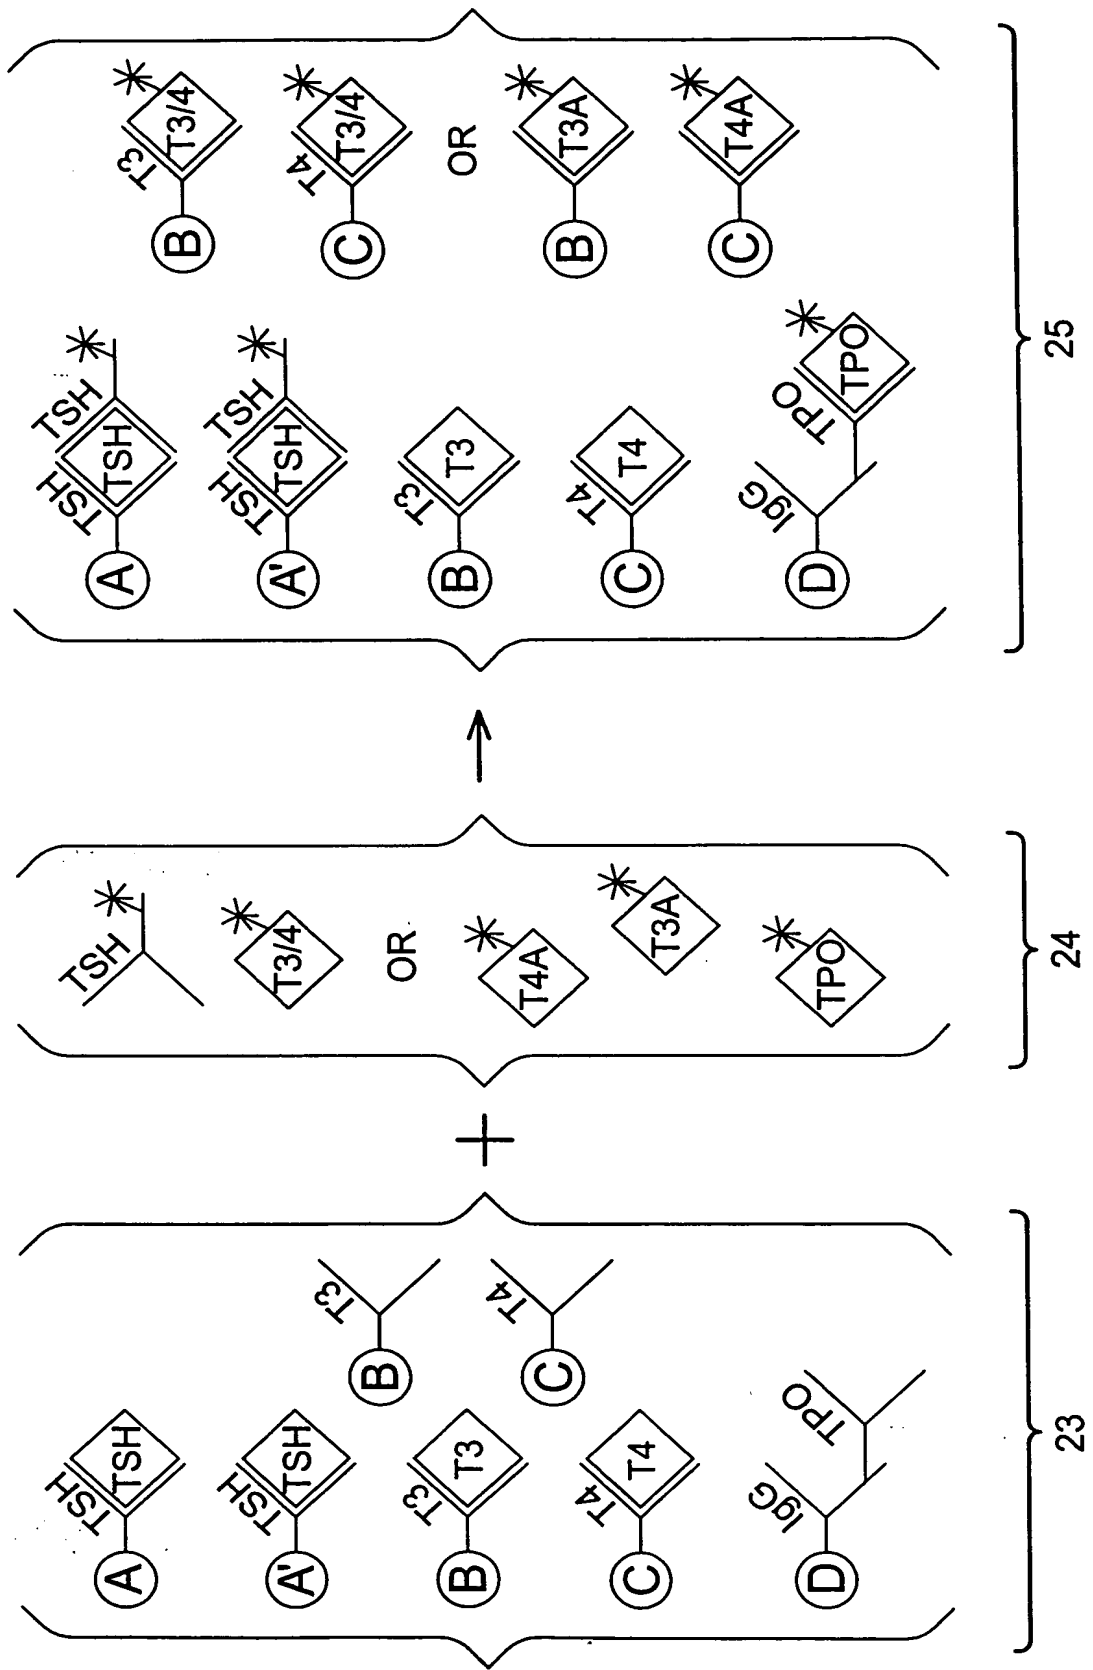 A TSH TSH
A' TSH TSH
B T3 T3
B T3
C T4 T4
C T4
D IgG TPO
23
+
TSH *
T3/4 *
OR
T4A *
T3A *
TPO *
24
→
A TSH TSH TSH *
A' TSH TSH TSH *
B T3 T3
C T4 T4
D IgG TPO TPO *
B T3 T3/4 *
C T4 T3/4 *
OR
B T3A *
C T4A *
25